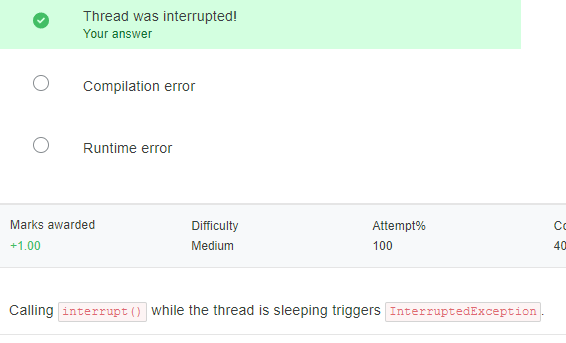 Thread was interrupted!
Your answer
Compilation error
Runtime error
Marks awarded Difficulty Attempt%
+1.00 Medium 100 40
Calling interrupt() while the thread is sleeping triggers InterruptedException.